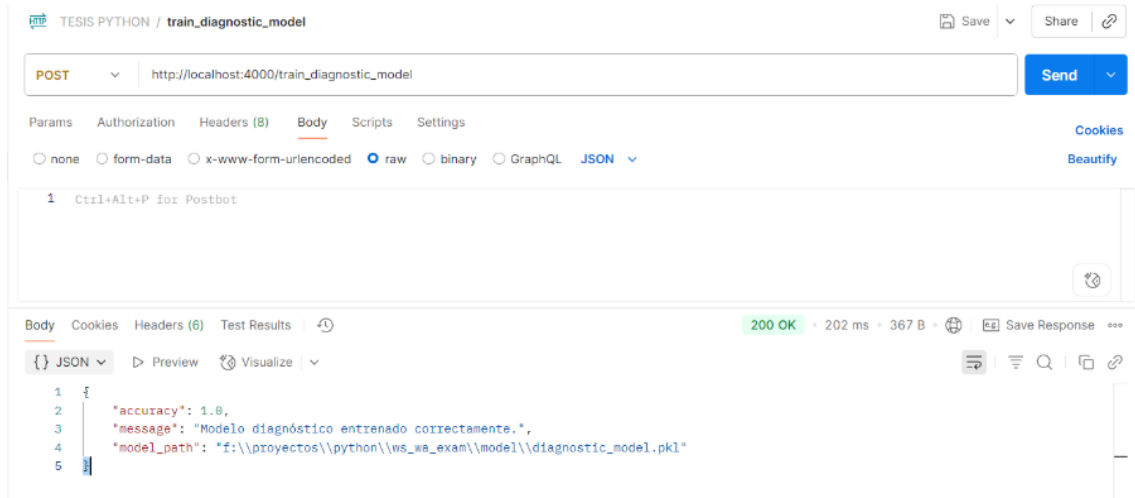 HTTP TESIS PYTHON / train_diagnostic_model Save Share
POST http://localhost:4000/train_diagnostic_model Send
Params Authorization Headers (8) Body Scripts Settings Cookies
none form-data x-www-form-urlencoded raw binary GraphQL JSON Beautify
1 Ctrl+Alt+P for Postbot
Body Cookies Headers (6) Test Results 200 OK • 202 ms • 367 B • e.g. Save Response
{} JSON Preview Visualize
1 {
2 "accuracy": 1.0,
3 "message": "Modelo diagnóstico entrenado correctamente.",
4 "model_path": "f:\\proyectos\\python\\ws_wa_exam\\model\\diagnostic_model.pkl"
5 }